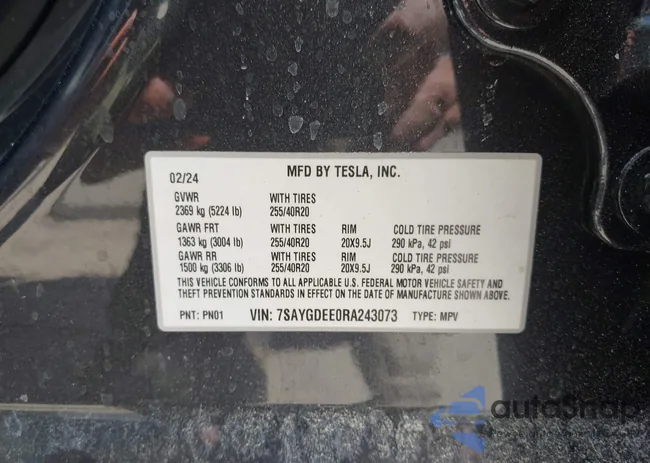 02/24 MFD BY TESLA, INC.
GVWR WITH TIRES
2369 kg (5224 lb) 255/40R20
GAWR FRT WITH TIRES RIM COLD TIRE PRESSURE
1363 kg (3004 lb) 255/40R20 20X9.5J 290 kPa, 42 psi
GAWR RR WITH TIRES RIM COLD TIRE PRESSURE
1500 kg (3306 lb) 255/40R20 20X9.5J 290 kPa, 42 psi
THIS VEHICLE CONFORMS TO ALL APPLICABLE U.S. FEDERAL MOTOR VEHICLE SAFETY AND
THEFT PREVENTION STANDARDS IN EFFECT ON THE DATE OF MANUFACTURE SHOWN ABOVE.
PNT: PN01 VIN: 7SAYGDEE0RA243073 TYPE: MPV
autoSnap